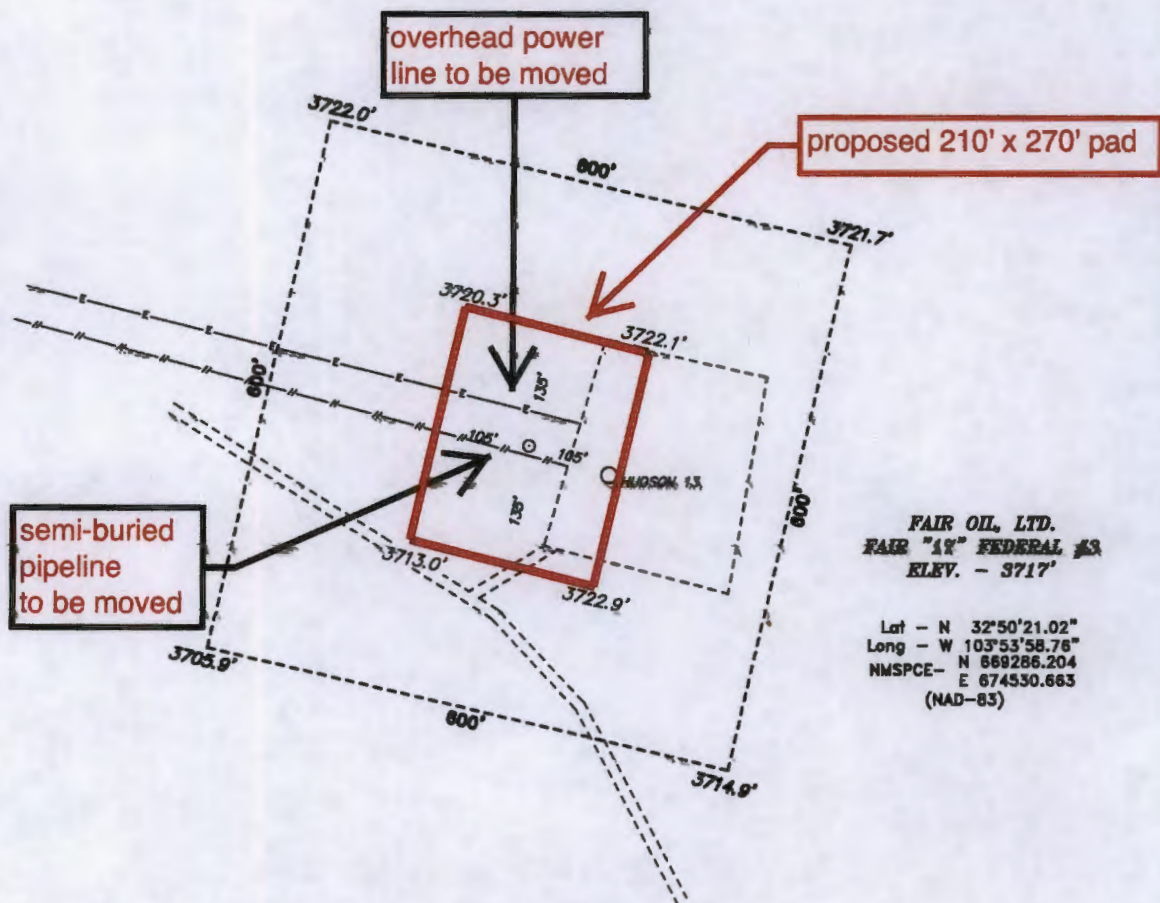 overhead power
line to be moved
3722.0'
proposed 210' x 270' pad
600'
3721.7'
3720.3'
3722.1'
E
E
E
E
E
E
E
600'
135'
105'
105'
HUDSON 13
135'
600'
semi-buried
pipeline
to be moved
3713.0'
3722.9'
3705.9'
600'
3714.9'
FAIR OIL, LTD.
FAIR FEDERAL #3
ELEV. - 3717'
Lat - N 32°50'21.02"
Long - W 103°53'58.76"
NMSPCE- N 669286.204
E 674530.663
(NAD-83)